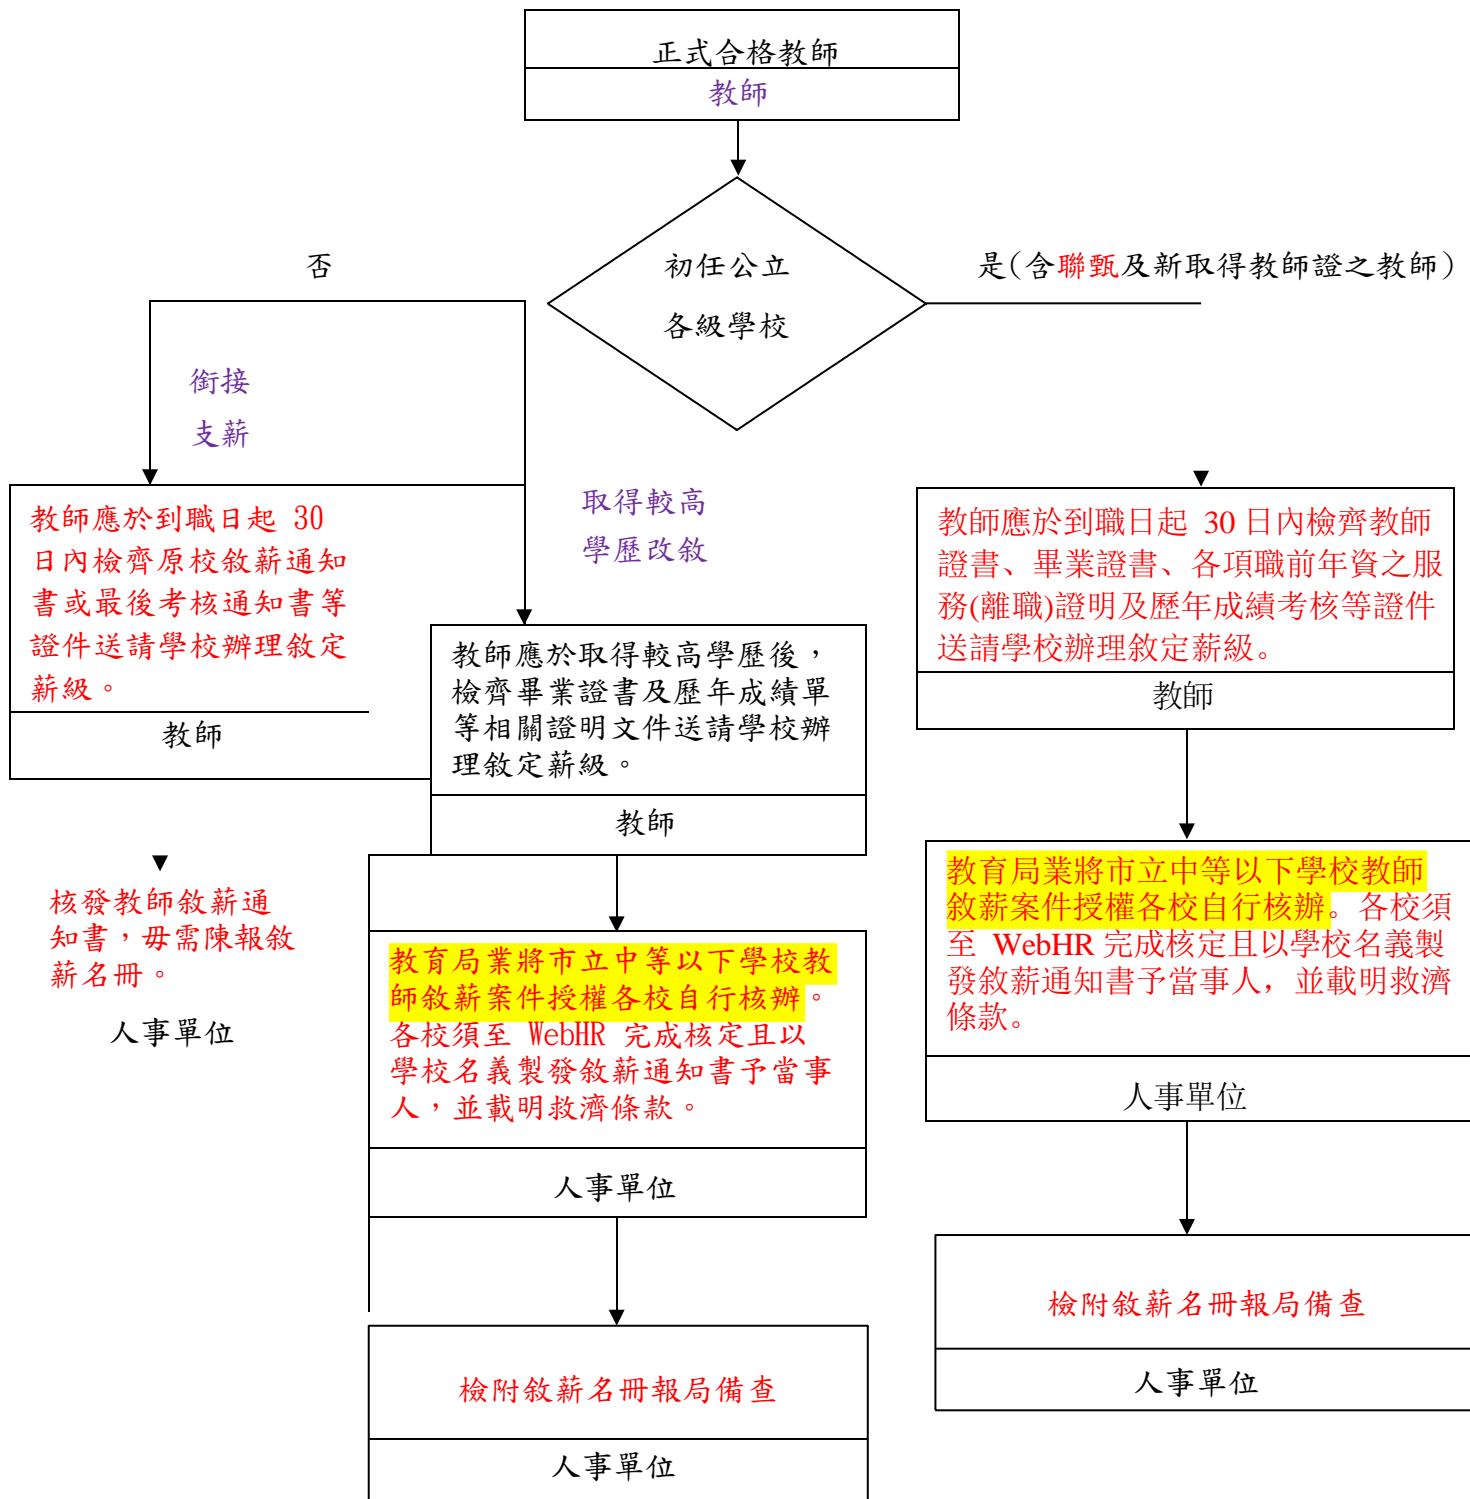 正式合格教師
教師
初任公立
各級學校
否
是(含聯甄及新取得教師證之教師)
銜接
支薪
取得較高
學歷改敘
教師應於到職日起 30
日內檢齊原校敘薪通知
書或最後考核通知書等
證件送請學校辦理敘定
薪級。
教師
教師應於取得較高學歷後，
檢齊畢業證書及歷年成績單
等相關證明文件送請學校辦
理敘定薪級。
教師
教師應於到職日起 30 日內檢齊教師
證書、畢業證書、各項職前年資之服
務(離職)證明及歷年成績考核等證件
送請學校辦理敘定薪級。
教師
核發教師敘薪通
知書，毋需陳報敘
薪名冊。
人事單位
教育局業將市立中等以下學校教
師敘薪案件授權各校自行核辦。
各校須至 WebHR 完成核定且以
學校名義製發敘薪通知書予當事
人，並載明救濟條款。
人事單位
教育局業將市立中等以下學校教師
敘薪案件授權各校自行核辦。各校須
至 WebHR 完成核定且以學校名義製
發敘薪通知書予當事人，並載明救濟
條款。
人事單位
檢附敘薪名冊報局備查
人事單位
檢附敘薪名冊報局備查
人事單位